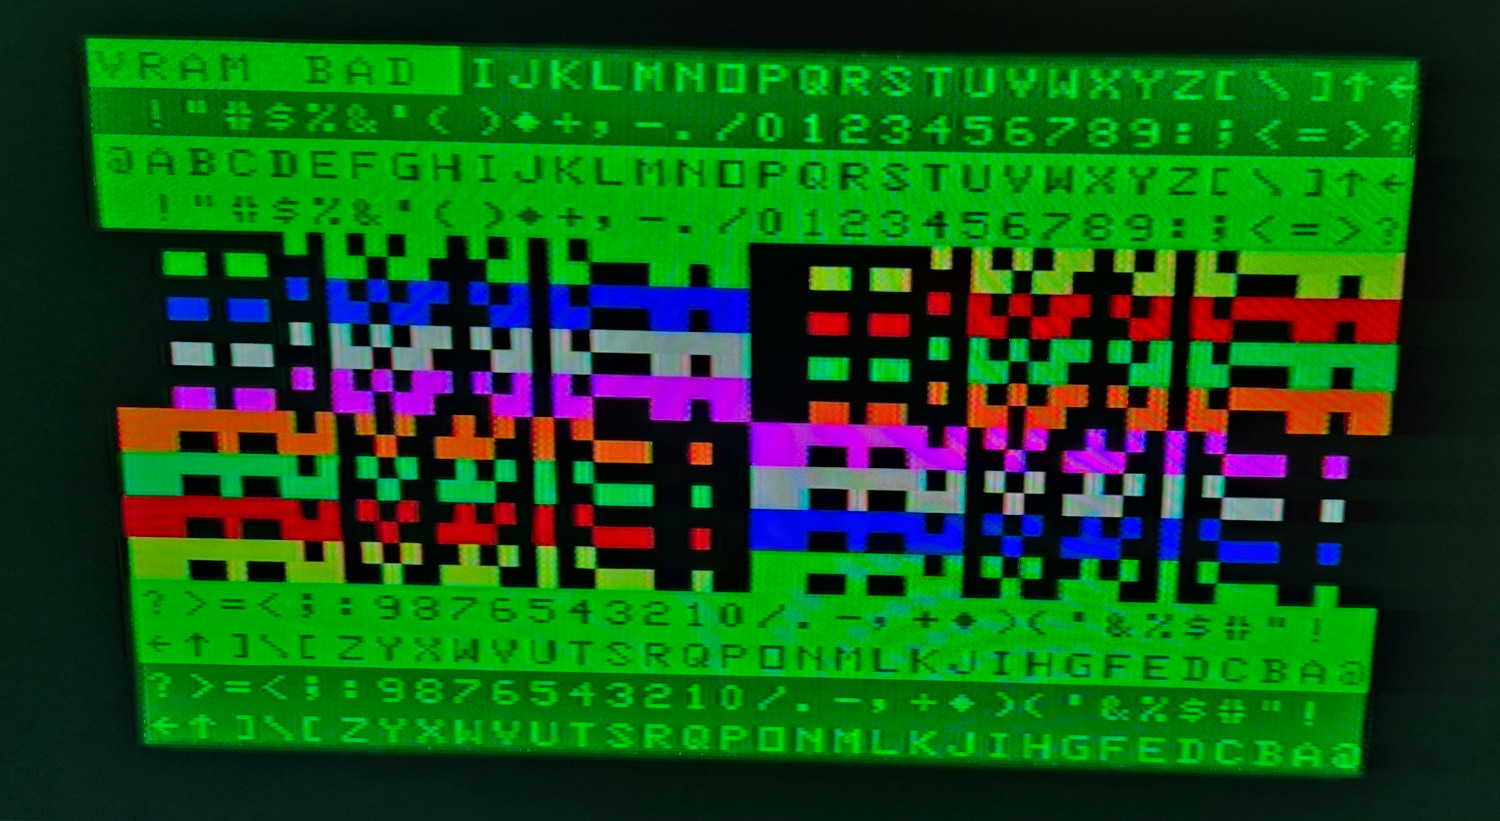 VRAM BAD IJKLMNOPQRSTUVWXYZ[\]↑←
!"#$%&'()*+,-./0123456789:;<=>?
@ABCDEFGHIJKLMNOPQRSTUVWXYZ[\]↑←
!"#$%&'()*+,-./0123456789:;<=>?
?>=<;:9876543210/.-,+*)('&%$#"!
←↑]\[ZYXWVUTSRQPONMLKJIHGFEDCBA@
?>=<;:9876543210/.-,+*)('&%$#"!
←↑]\[ZYXWVUTSRQPONMLKJIHGFEDCBA@